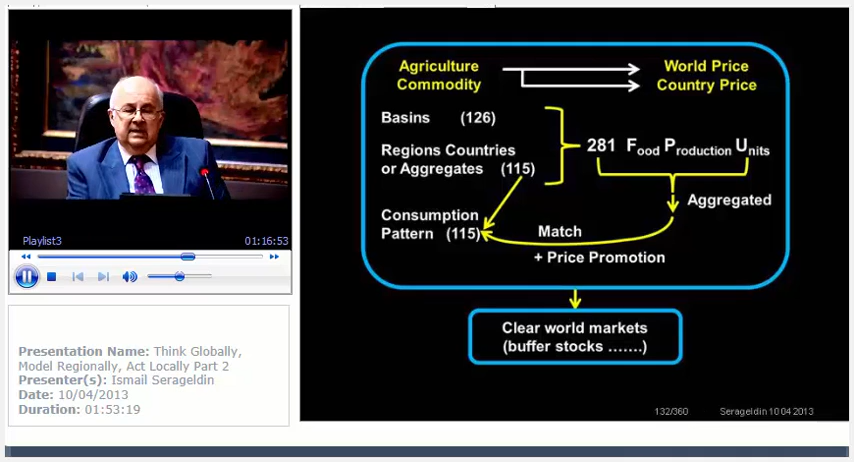 Playlist3 01:16:53
Presentation Name: Think Globally,
Model Regionally, Act Locally Part 2
Presenter(s): Ismail Serageldin
Date: 10/04/2013
Duration: 01:53:19
Agriculture
Commodity
World Price
Country Price
Basins (126)
Regions Countries
or Aggregates (115)
281 Food Production Units
Aggregated
Consumption
Pattern (115)
Match
+ Price Promotion
Clear world markets
(buffer stocks .......)
132/360 Serageldin 10 04 2013